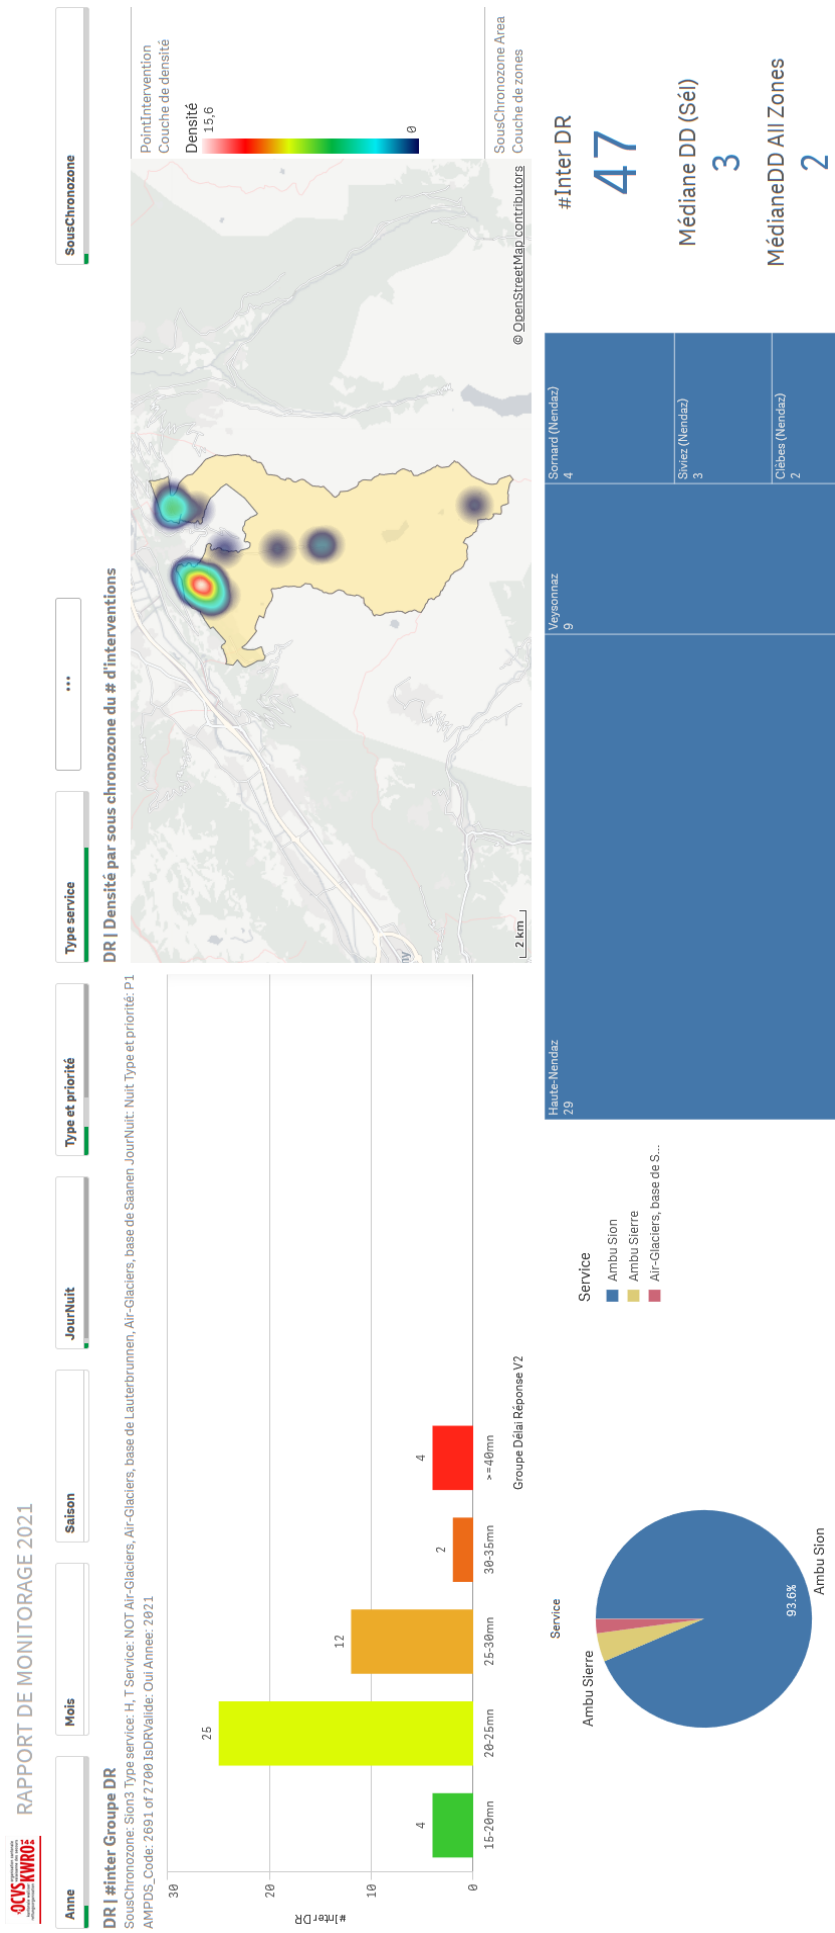 RAPPORT DE MONITORAGE 2021
Anne
Mois
Saison
JourNuit
Type et priorité
Type service
•••
SousChronozone
DR | #inter Groupe DR
SousChronozone: Sion3 Type service: H, T Service: NOT Air-Glaciers, Air-Glaciers, base de Lauterbrunnen, Air-Glaciers, base de Saanen JourNuit: Nuit Type et priorité: P1
AMPDS_Code: 2691 of 2700 IsDRValide: Oui Annee: 2021
#Inter DR
30
20
10
0
4
25
12
2
4
15-20mn
20-25mn
25-30mn
30-35mn
>=40mn
Groupe Délai Réponse V2
DR | Densité par sous chronozone du # d'interventions
2 km
ny
© OpenStreetMap contributors
PointIntervention
Couche de densité
Densité
15,6
0
SousChronozone Area
Couche de zones
Service
Ambu Sierre
93.6%
Ambu Sion
Service
Ambu Sion
Ambu Sierre
Air-Glaciers, base de S...
Haute-Nendaz
29
Veysonnaz
9
Sornard (Nendaz)
4
Siviez (Nendaz)
3
Clèbes (Nendaz)
2
#Inter DR
47
Médiane DD (Sél)
3
MédianeDD All Zones
2